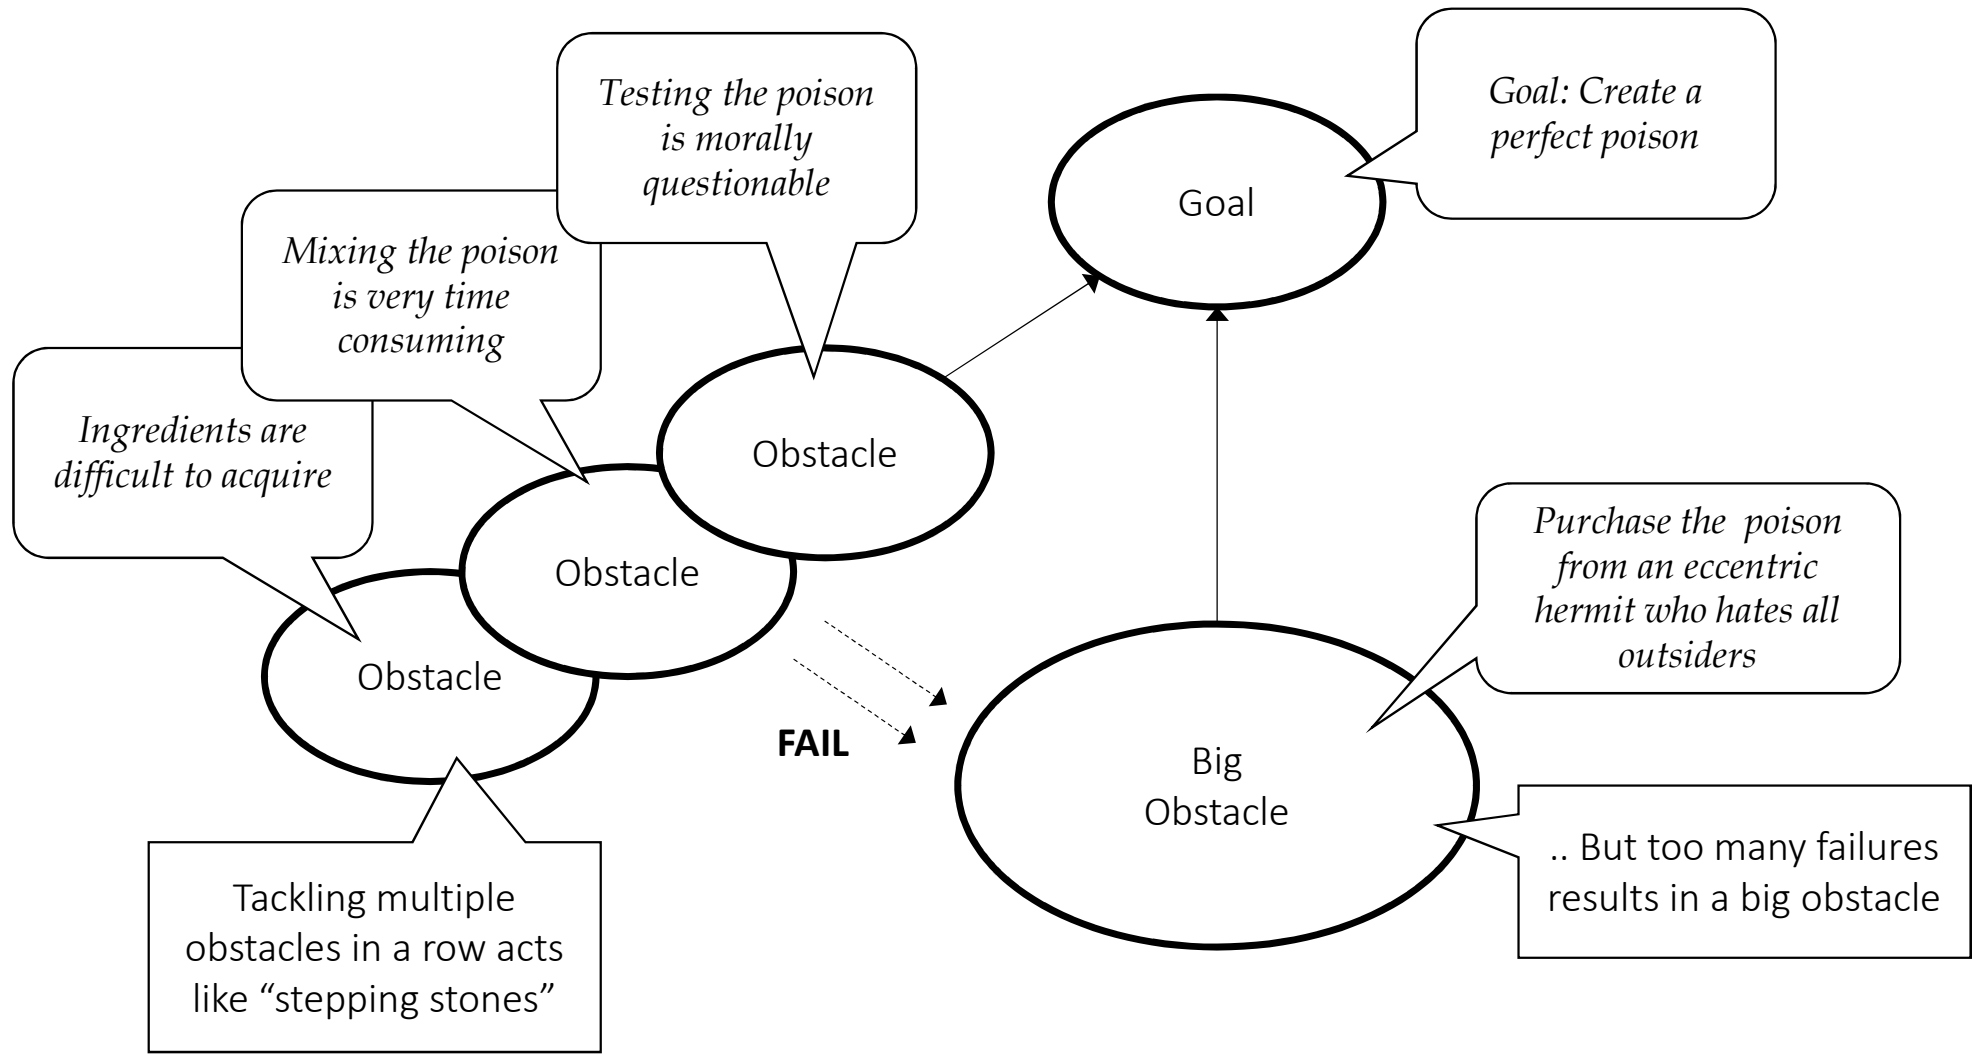 Testing the poison
is morally
questionable
Goal: Create a
perfect poison
Goal
Mixing the poison
is very time
consuming
Ingredients are
difficult to acquire
Obstacle
Obstacle
Obstacle
Purchase the  poison
from an eccentric
hermit who hates all
outsiders
FAIL
Big
Obstacle
.. But too many failures
results in a big obstacle
Tackling multiple
obstacles in a row acts
like “stepping stones”